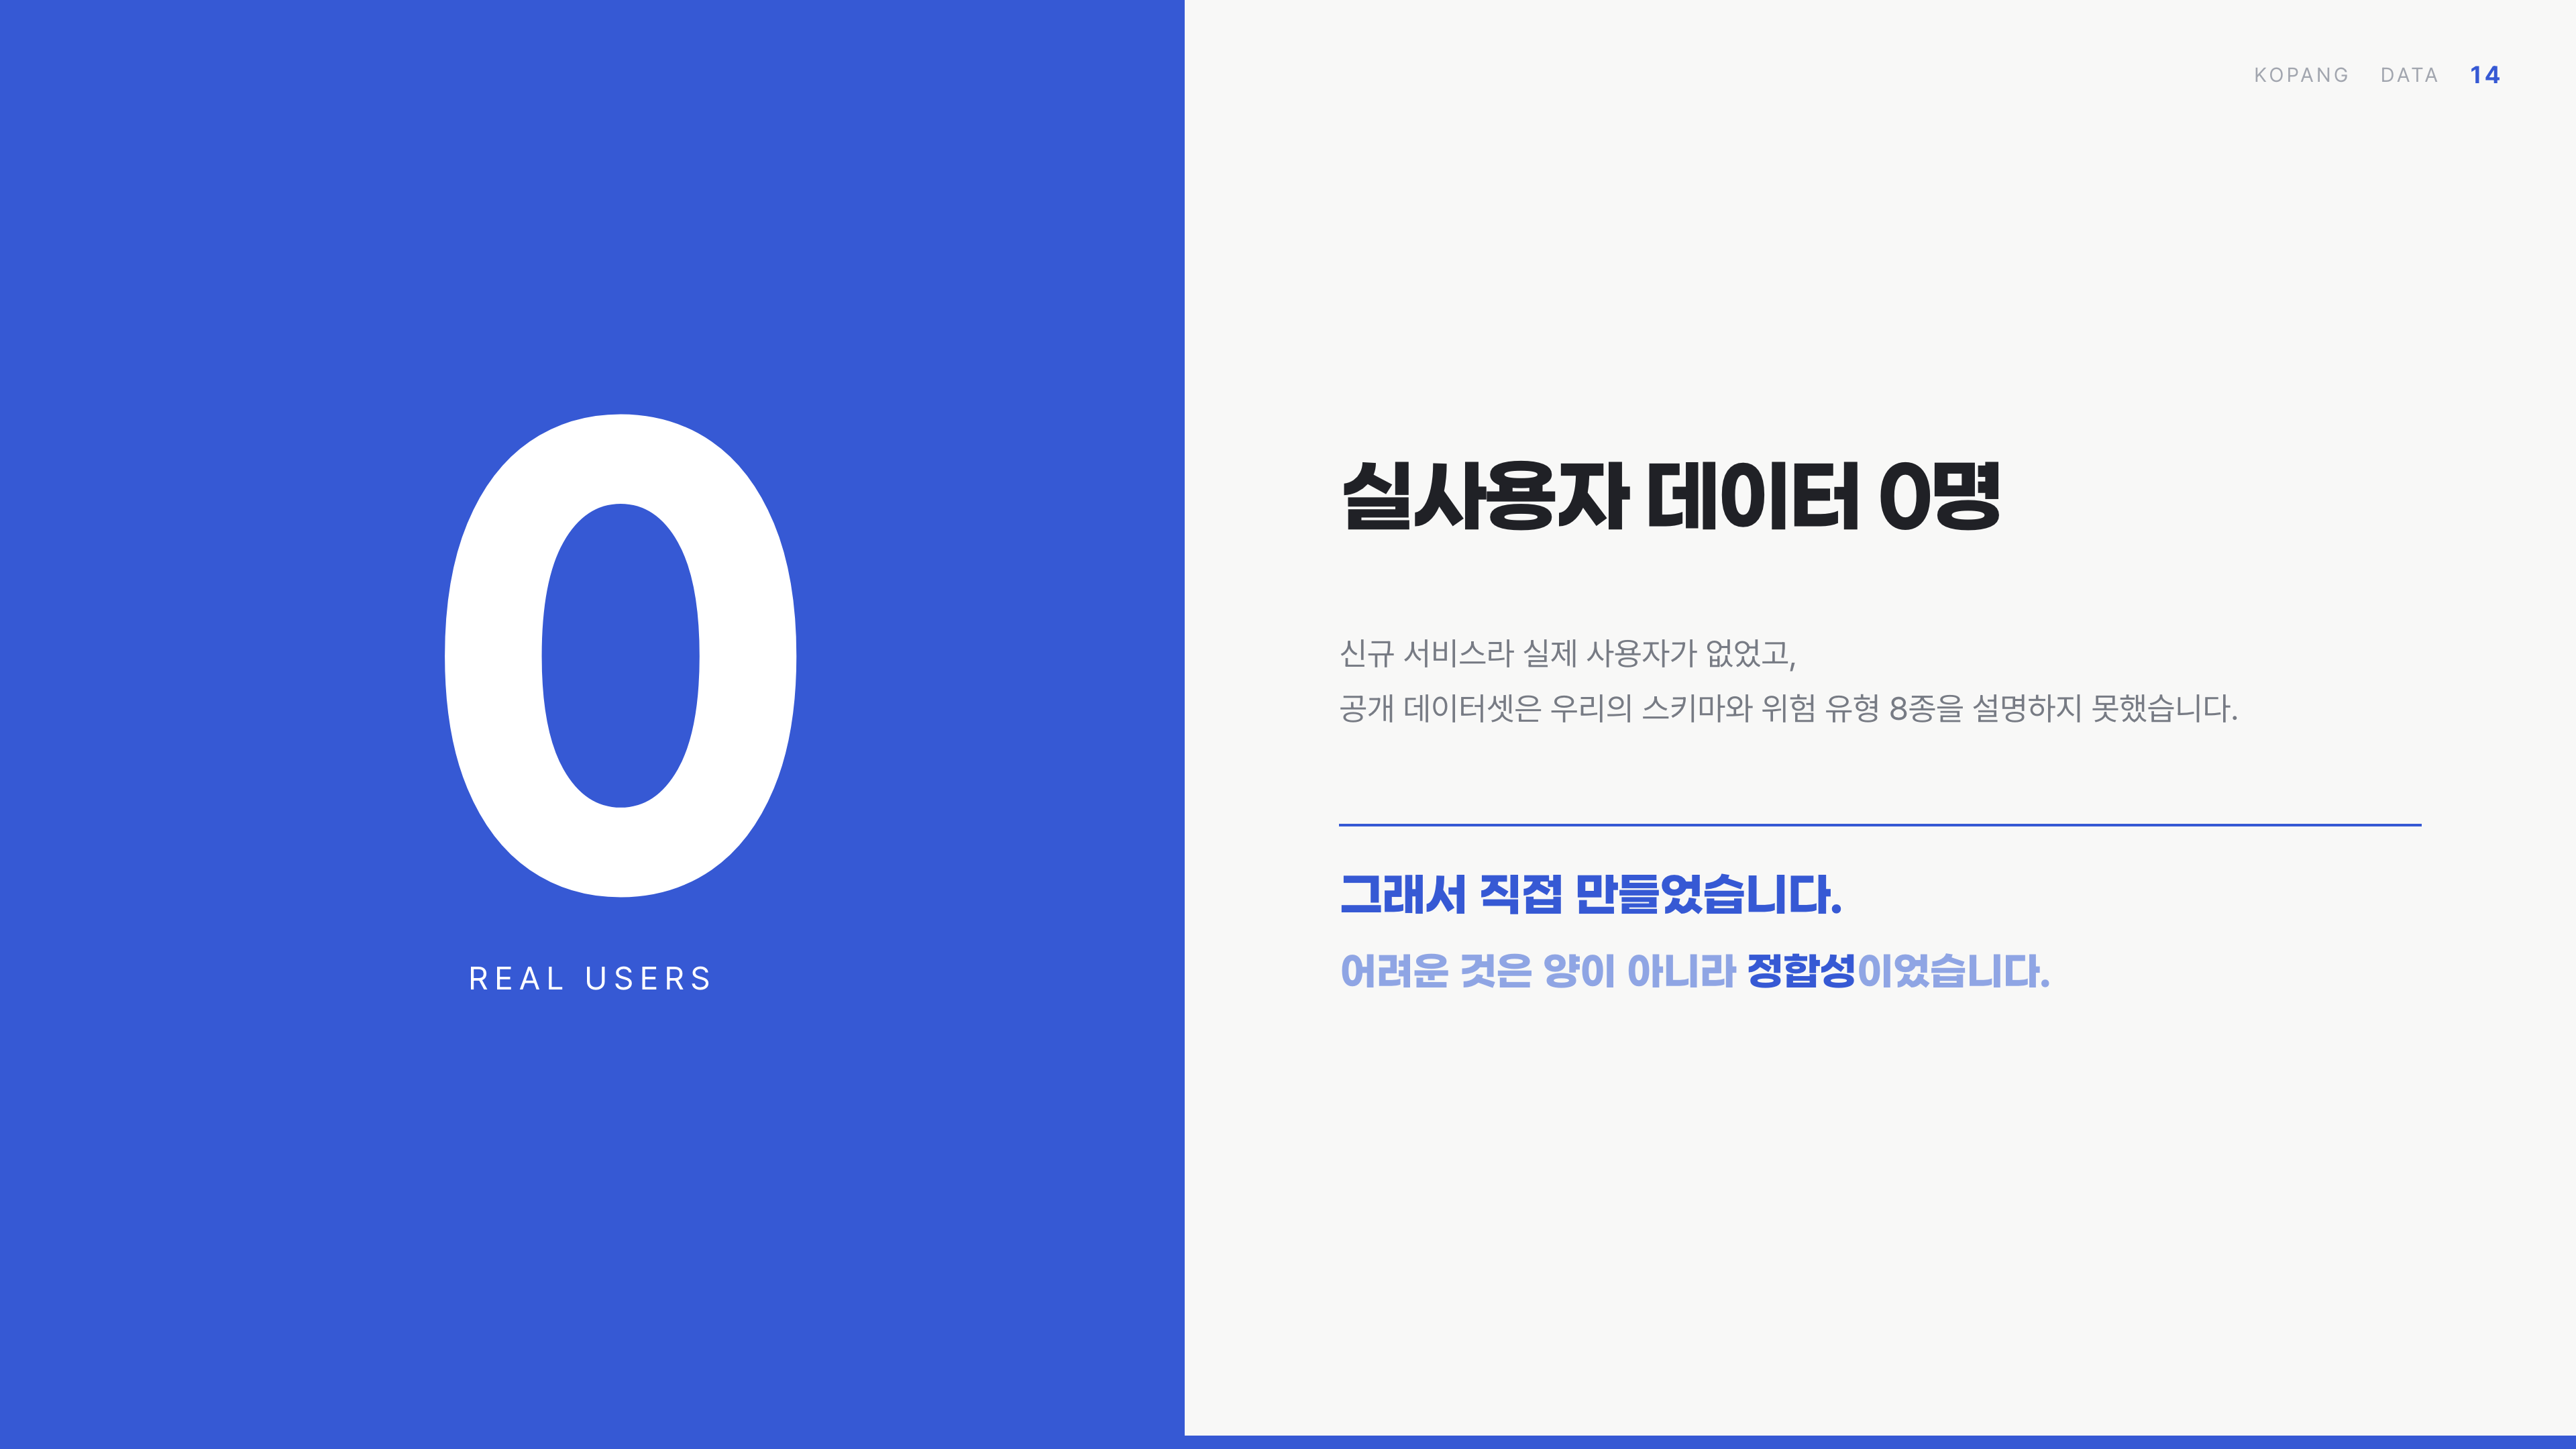 KOPANG DATA 14
0
REAL USERS
실사용자 데이터 0명
신규 서비스라 실제 사용자가 없었고,
공개 데이터셋은 우리의 스키마와 위험 유형 8종을 설명하지 못했습니다.
그래서 직접 만들었습니다.
어려운 것은 양이 아니라 정합성이었습니다.